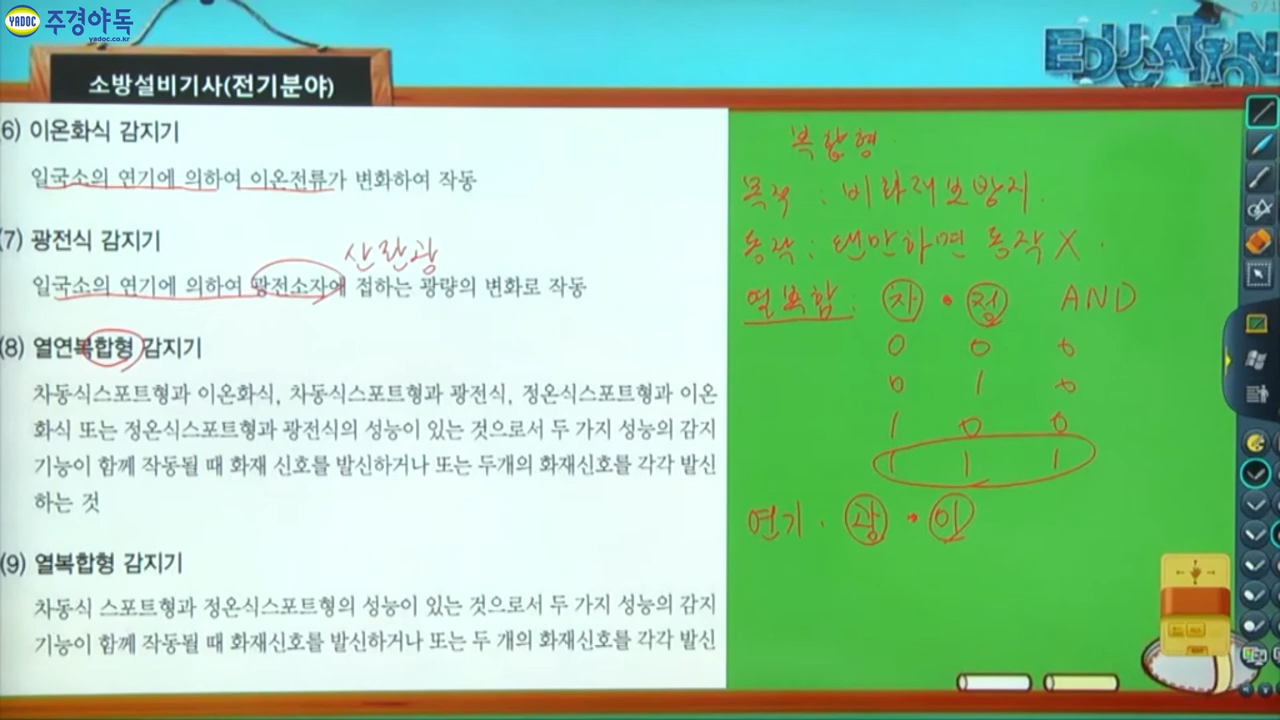 YADOC 주경야독
yadoc.co.kr
9/1
EDUCATION
소방설비기사(전기분야)
6) 이온화식 감지기
일국소의 연기에 의하여 이온전류가 변화하여 작동
(7) 광전식 감지기
산란광
일국소의 연기에 의하여 광전소자에 접하는 광량의 변화로 작동
(8) 열연복합형 감지기
차동식스포트형과 이온화식, 차동식스포트형과 광전식, 정온식스포트형과 이온
화식 또는 정온식스포트형과 광전식의 성능이 있는 것으로서 두 가지 성능의 감지
기능이 함께 작동될 때 화재 신호를 발신하거나 또는 두개의 화재신호를 각각 발신
하는 것
(9) 열복합형 감지기
차동식 스포트형과 정온식스포트형의 성능이 있는 것으로서 두 가지 성능의 감지
기능이 함께 작동될 때 화재신호를 발신하거나 또는 두 개의 화재신호를 각각 발신
복합형
목적 : 비화재보방지.
동작 : 왠만하면 동작 X.
열복합 : 차 · 정 AND
0 0 0
0 1 0
1 0 0
1 1 1
연기 · 광 · 이